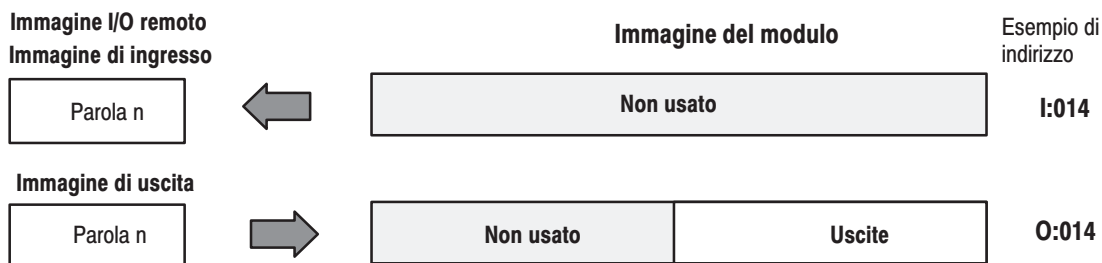 Immagine I/O remoto
Immagine di ingresso
Immagine del modulo
Esempio di
indirizzo
Parola n
Non usato
I:014
Immagine di uscita
Parola n
Non usato
Uscite
O:014